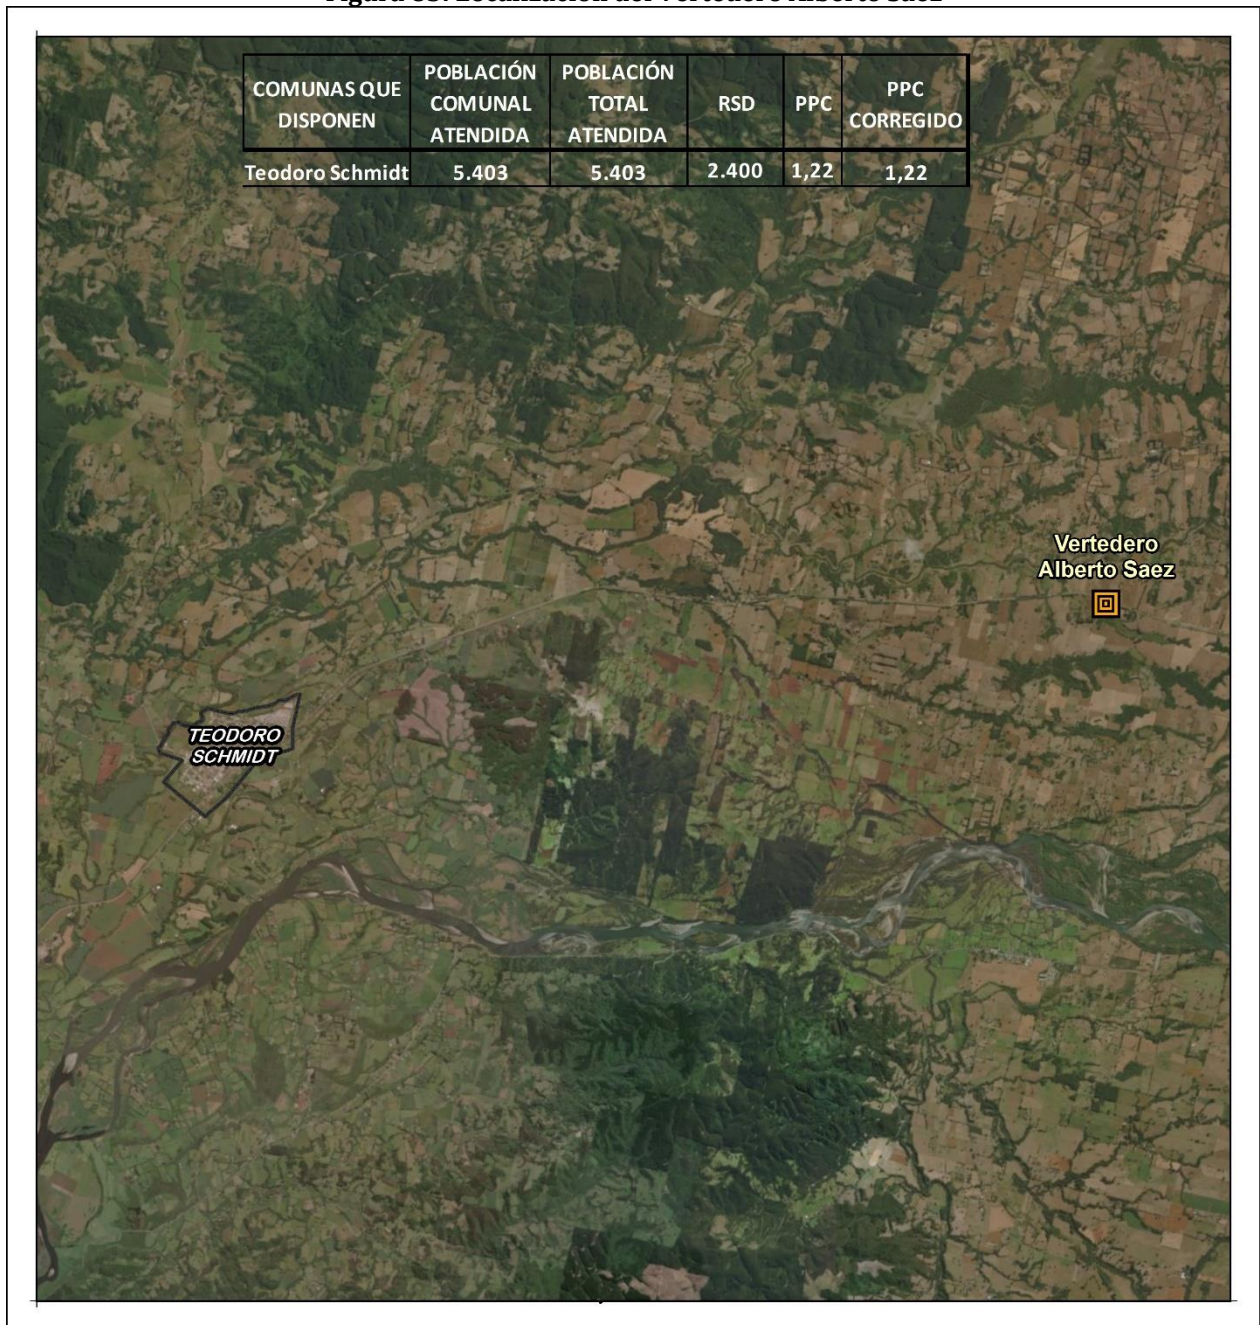 COMUNAS QUE DISPONEN
POBLACIÓN COMUNAL ATENDIDA
POBLACIÓN TOTAL ATENDIDA
RSD
PPC
PPC CORREGIDO
Teodoro Schmidt 5.403 5.403 2.400 1,22 1,22
Vertedero
Alberto Saez
TEODORO
SCHMIDT